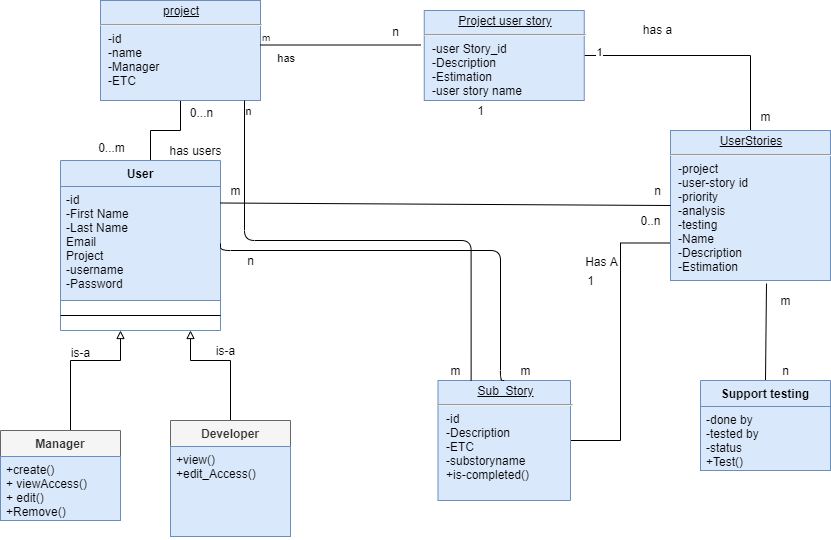 project
-id
-name
-Manager
-ETC
m
has
n
Project user story
-user Story_id
-Description
-Estimation
-user story name
1
1
has a
m
0...n
n
0...m
has users
User
-id
-First Name
-Last Name
Email
Project
-username
-Password
m
n
n
0..n
UserStories
-project
-user-story id
-priority
-analysis
-testing
-Name
-Description
-Estimation
Has A
1
m
n
is-a
is-a
m
m
Manager
+create()
+ viewAccess()
+ edit()
+Remove()
Developer
+view()
+edit_Access()
Sub_Story
-id
-Description
-ETC
-substoryname
+is-completed()
Support testing
-done by
-tested by
-status
+Test()